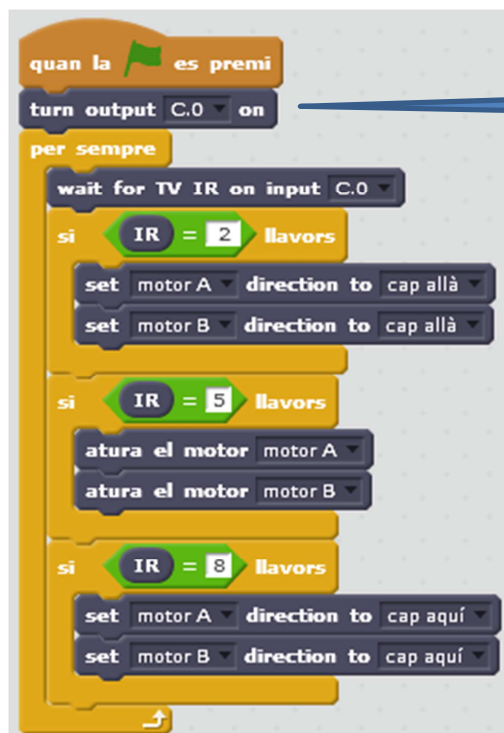 quan la es premi
turn output C.0 on
per sempre
wait for TV IR on input C.0
si IR = 2 llavors
set motor A direction to cap allà
set motor B direction to cap allà
si IR = 5 llavors
atura el motor motor A
atura el motor motor B
si IR = 8 llavors
set motor A direction to cap aquí
set motor B direction to cap aquí